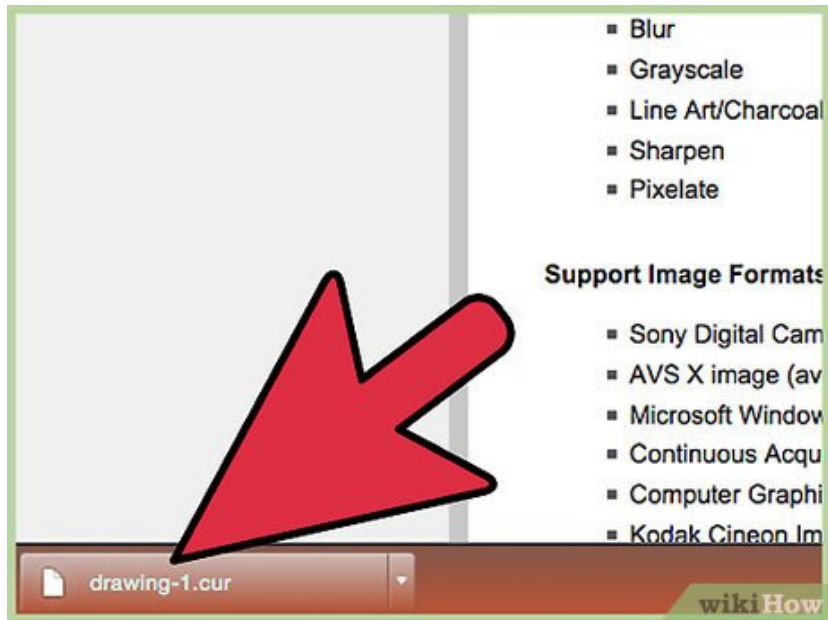 Blur
Grayscale
Line Art/Charcoal
Sharpen
Pixelate
Support Image Formats
Sony Digital Cam
AVS X image (av
Microsoft Window
Continuous Acqu
Computer Graphi
Kodak Cineon Im
drawing-1.cur
wikiHow